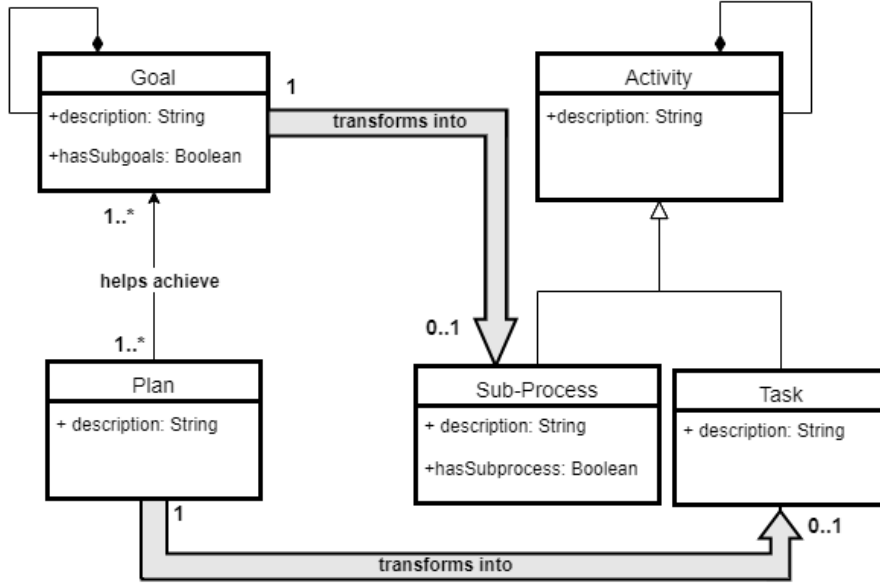 Goal
+description: String
+hasSubgoals: Boolean
1
transforms into
Activity
+description: String
1..*
helps achieve
1..*
0..1
Plan
+ description: String
Sub-Process
+ description: String
+hasSubprocess: Boolean
Task
+ description: String
1
0..1
transforms into